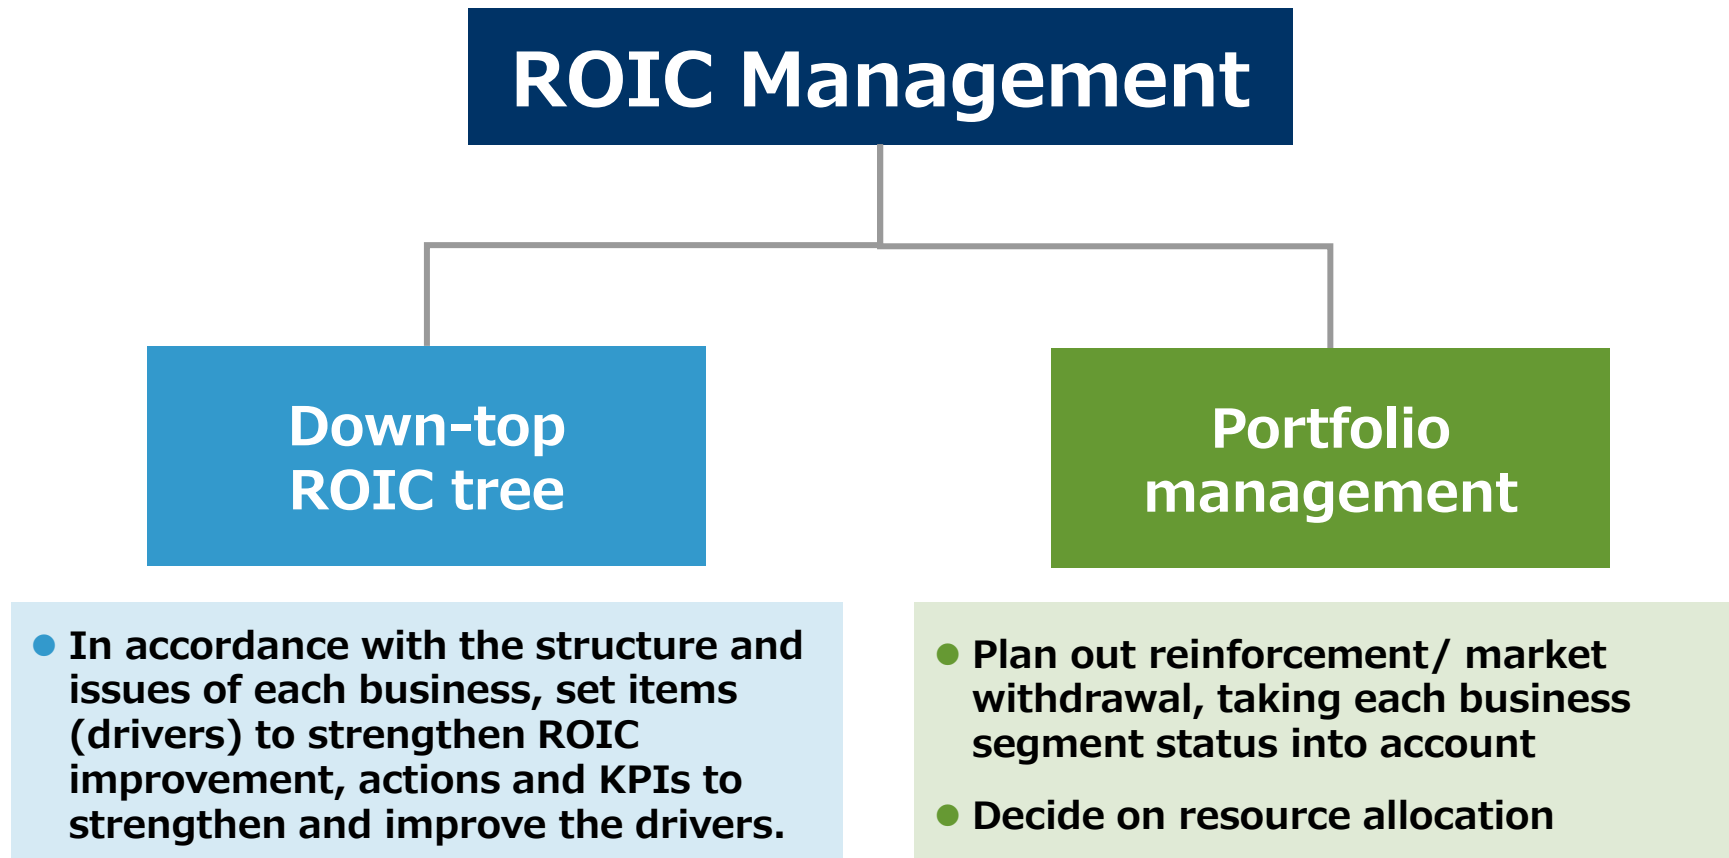 ROIC Management
Down-top
ROIC tree
Portfolio
management
● In accordance with the structure and
issues of each business, set items
(drivers) to strengthen ROIC
improvement, actions and KPIs to
strengthen and improve the drivers.
● Plan out reinforcement/ market
withdrawal, taking each business
segment status into account
● Decide on resource allocation